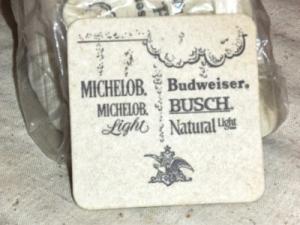 MICHELOB.
MICHELOB.
Light
Budweiser.
BUSCH.
Natural Light